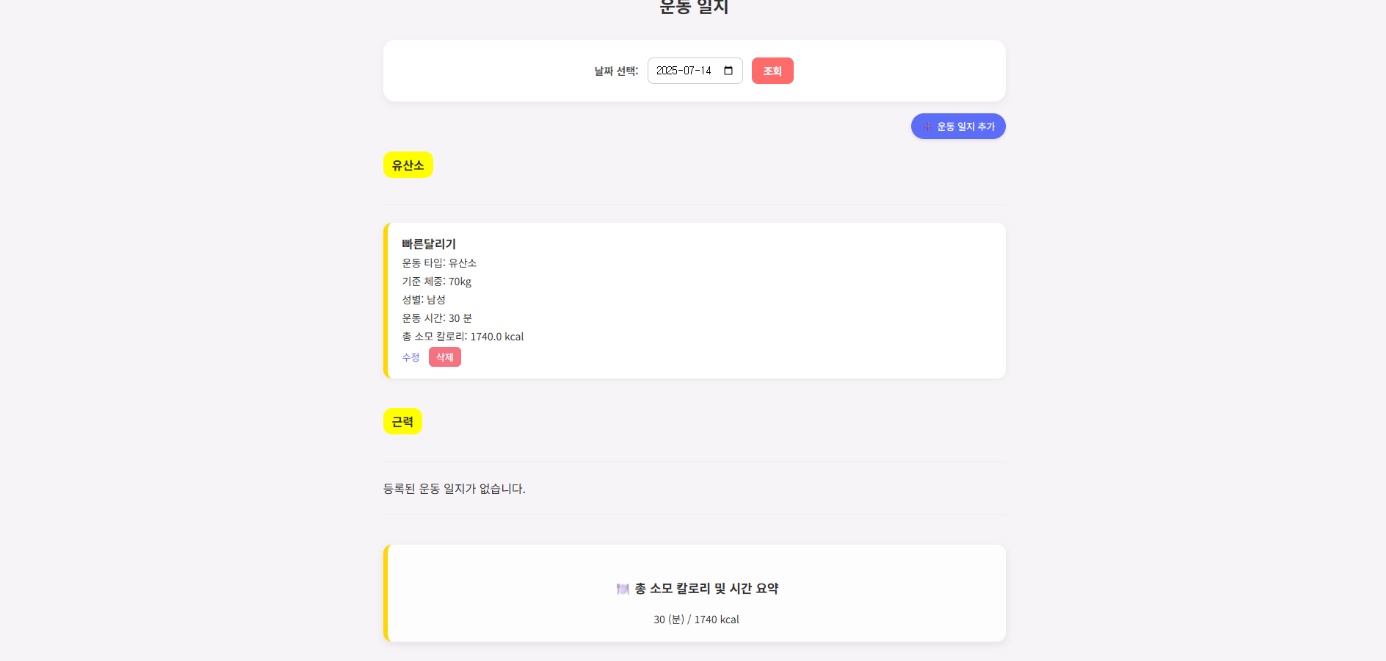 운동 일지
날짜 선택: 2025-07-14 조회
운동 일지 추가
유산소
빠른달리기
운동 타입: 유산소
기준 체중: 70kg
성별: 남성
운동 시간: 30 분
총 소모 칼로리: 1740.0 kcal
수정 삭제
근력
등록된 운동 일지가 없습니다.
🍽️ 총 소모 칼로리 및 시간 요약
30 (분) / 1740 kcal